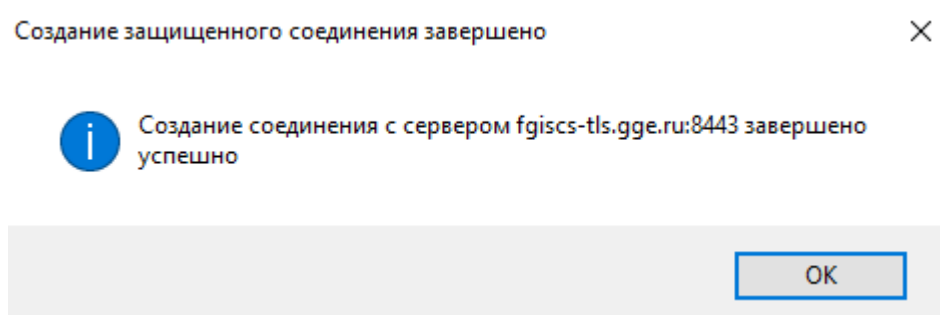 Создание защищенного соединения завершено
Создание соединения с сервером fgiscs-tls.gge.ru:8443 завершено
успешно
OK